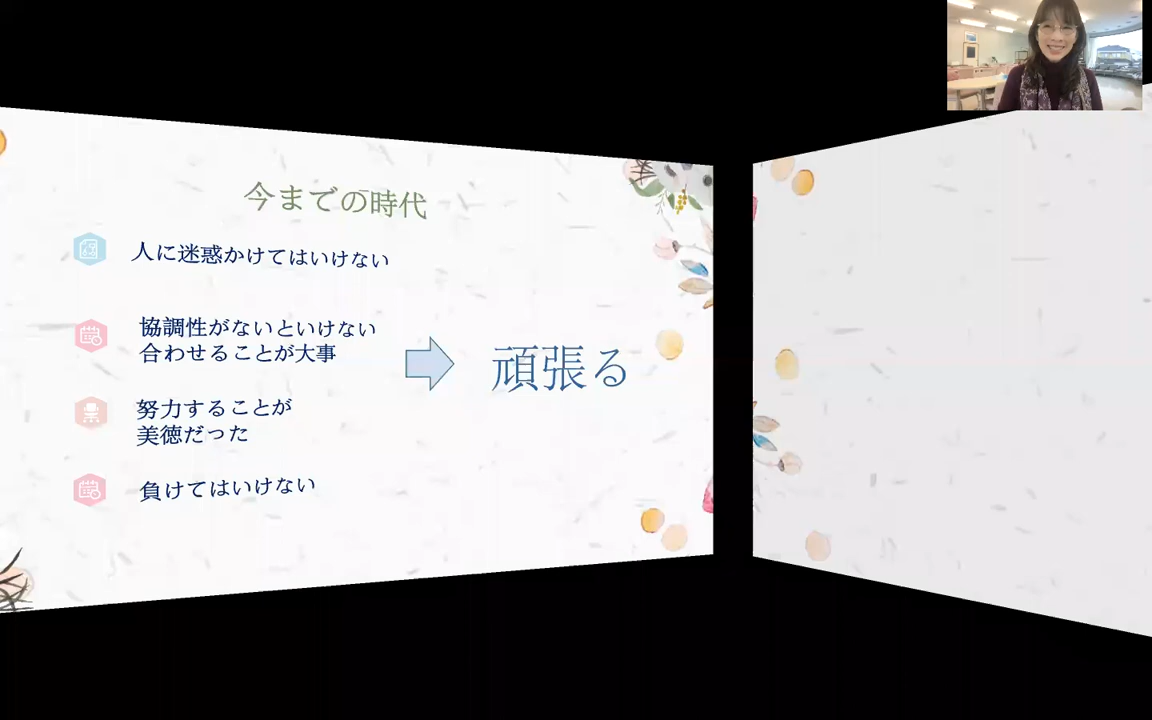 今までの時代
人に迷惑かけてはいけない
協調性がないといけない
合わせることが大事
努力することが
美徳だった
負けてはいけない
頑張る